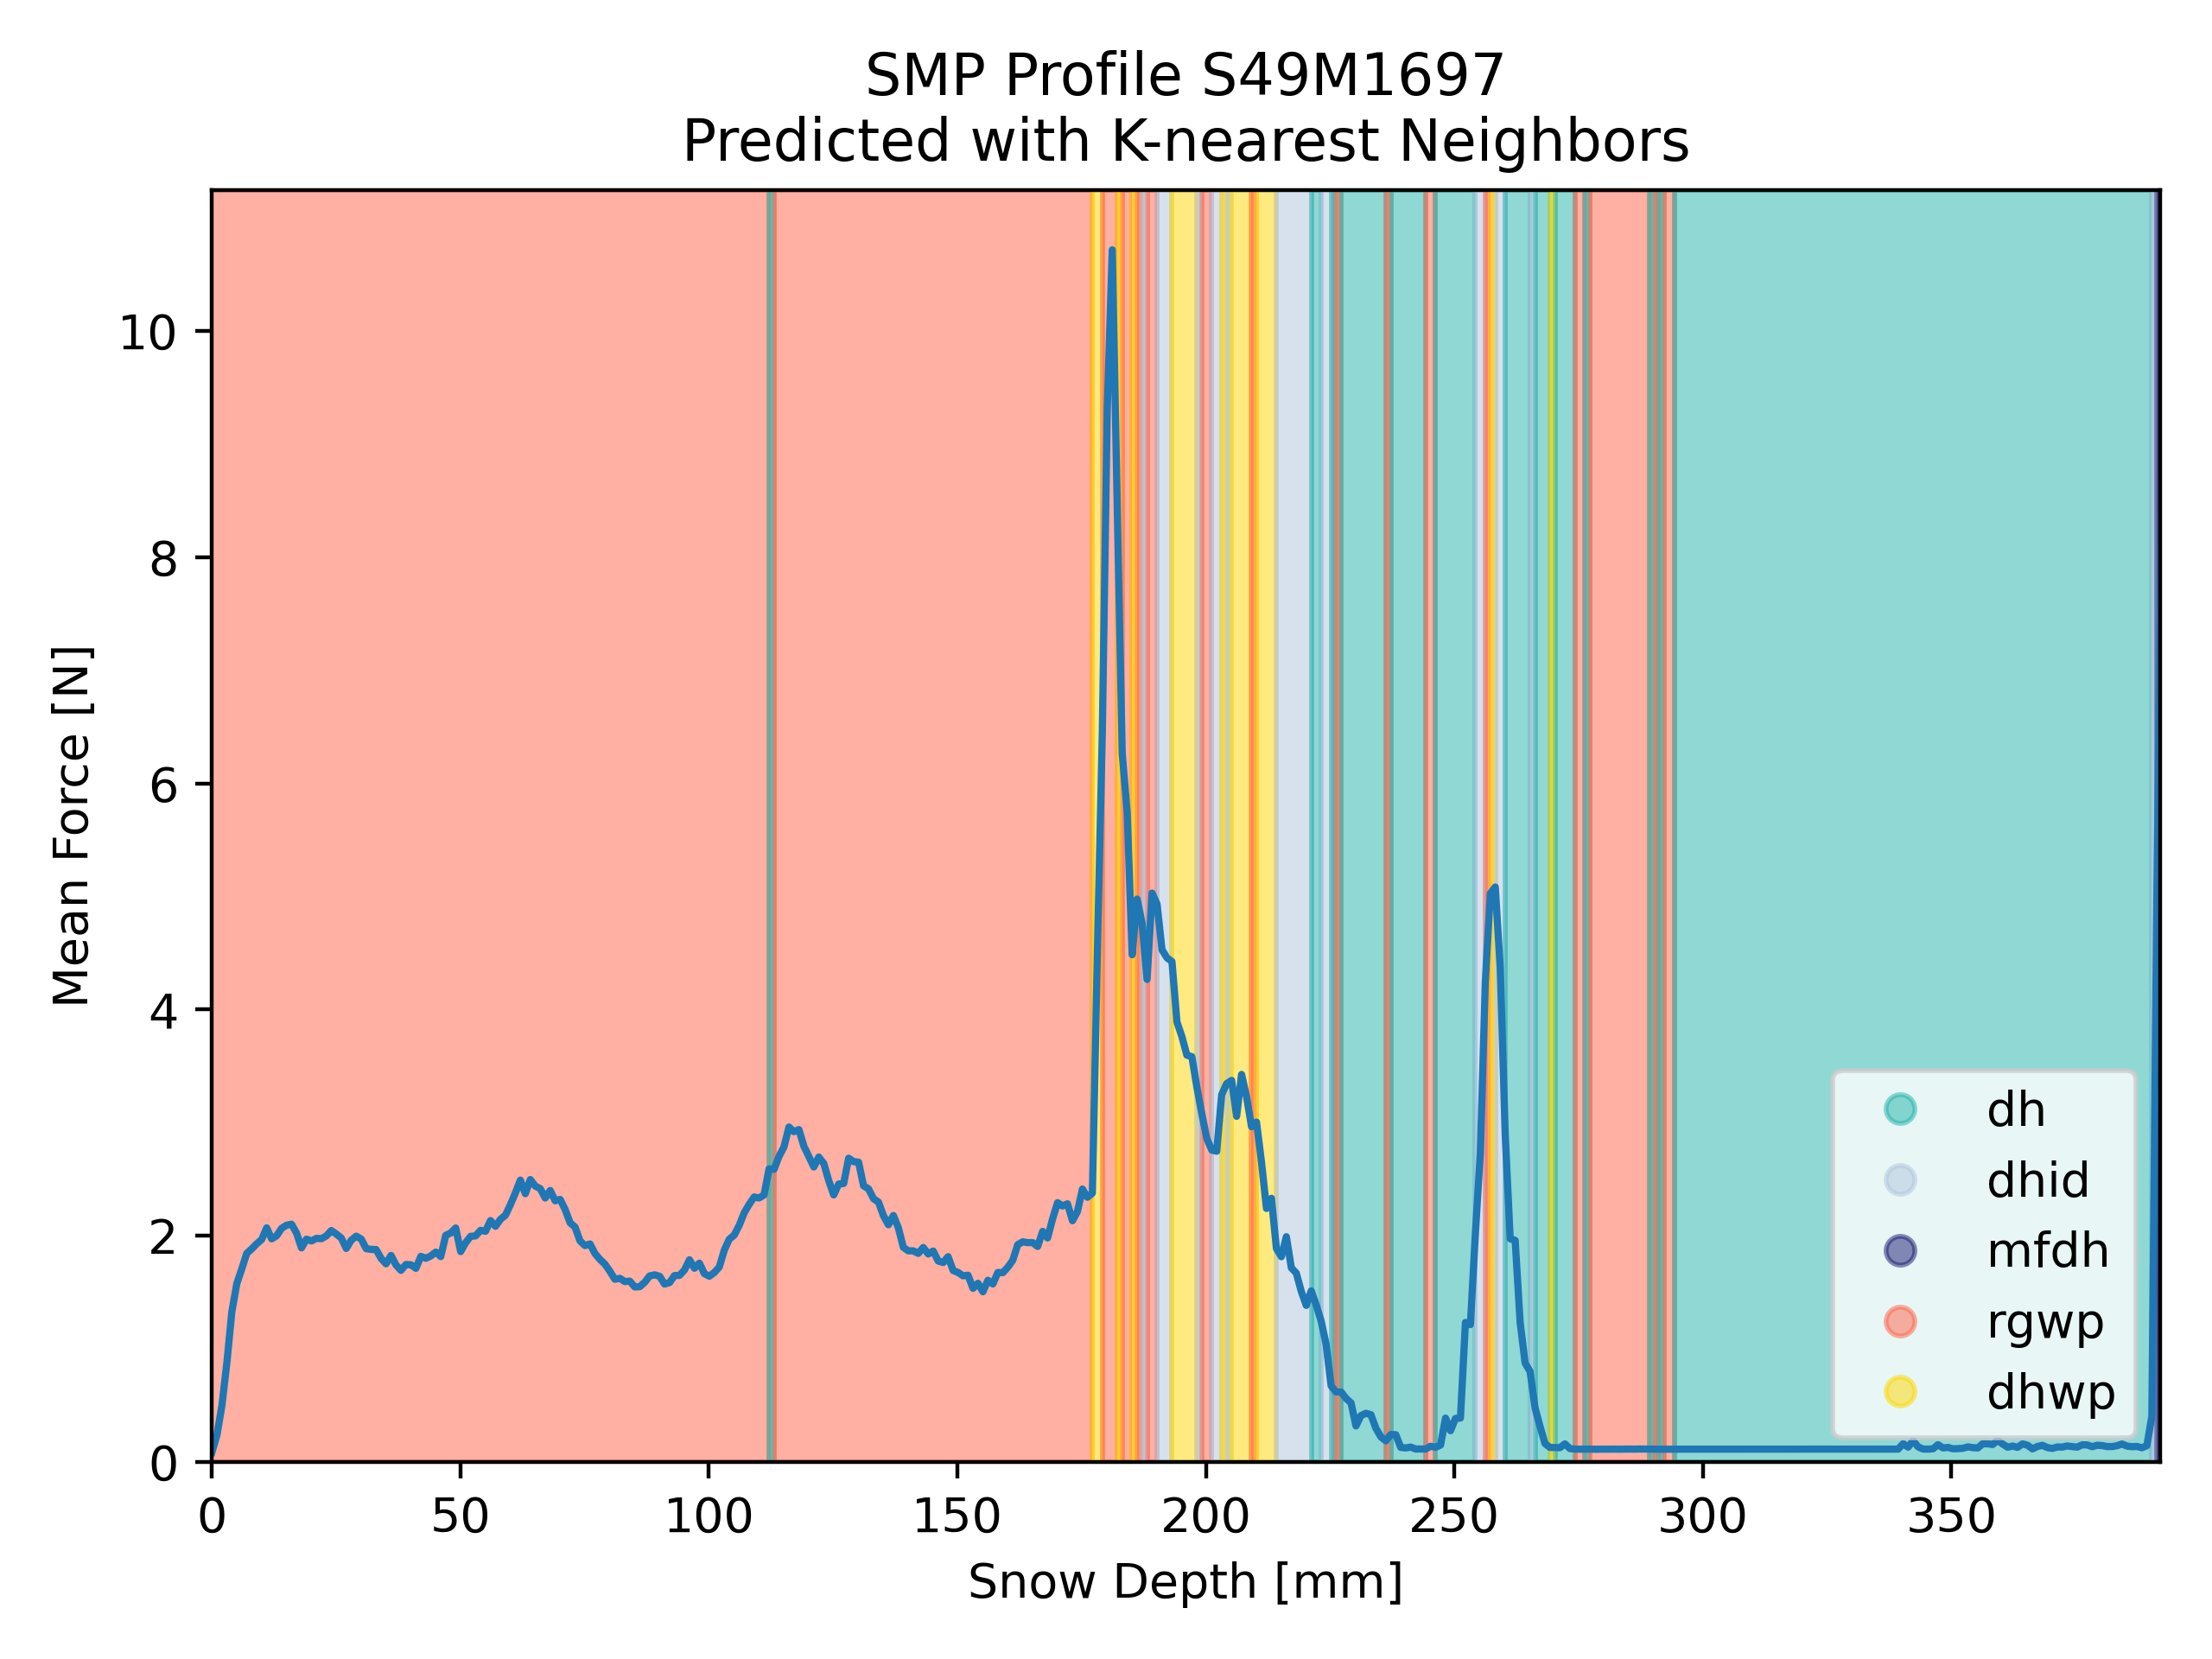 SMP Profile S49M1697
Predicted with K-nearest Neighbors
10
8
6
4
2
0
Mean Force [N]
dh
dhid
mfdh
rgwp
dhwp
0 50 100 150 200 250 300 350
Snow Depth [mm]